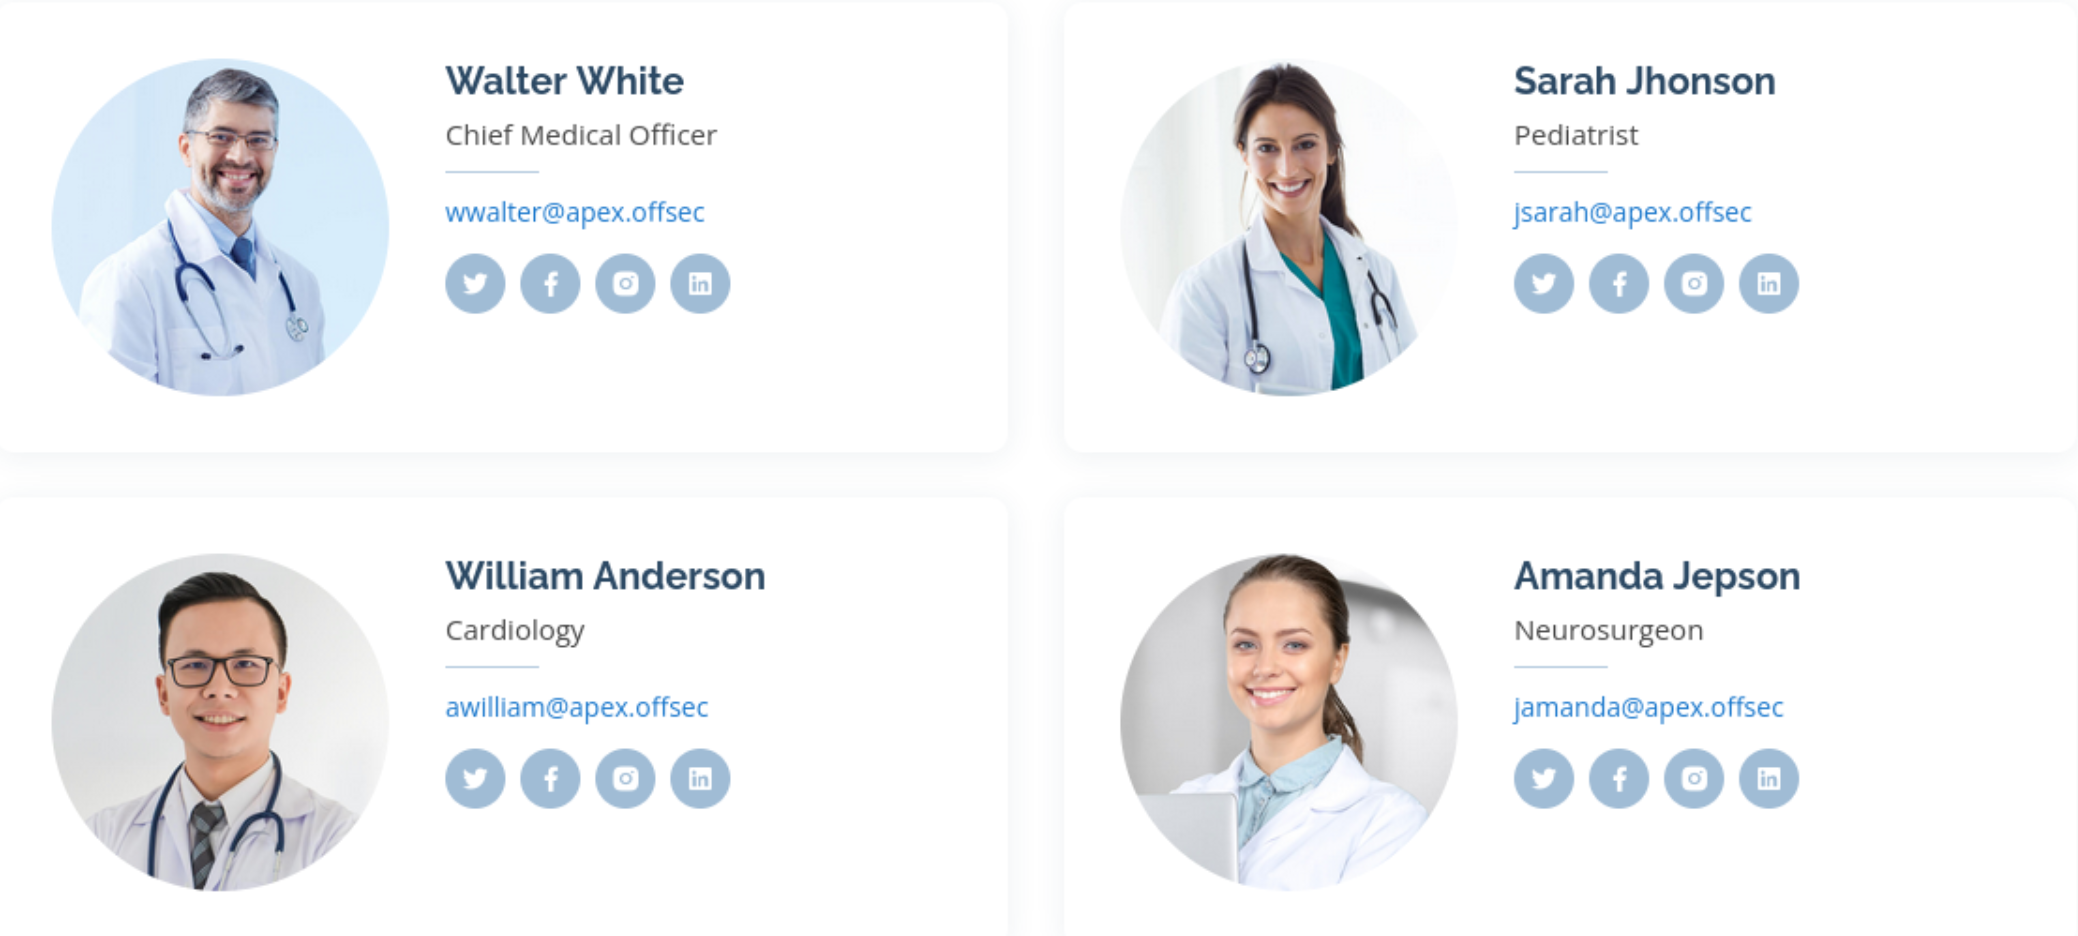 Walter White
Chief Medical Officer
wwalter@apex.offsec
Sarah Jhonson
Pediatrist
jsarah@apex.offsec
William Anderson
Cardiology
awilliam@apex.offsec
Amanda Jepson
Neurosurgeon
jamanda@apex.offsec